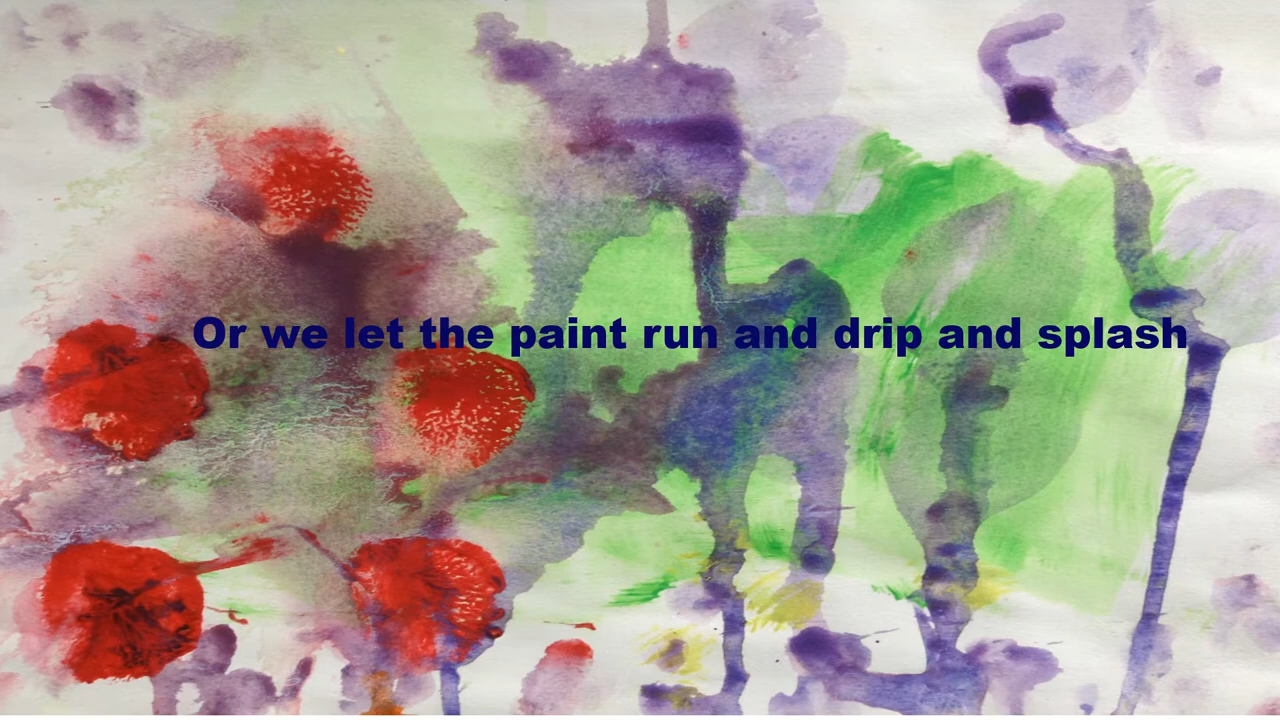 Or we let the paint run and drip and splash